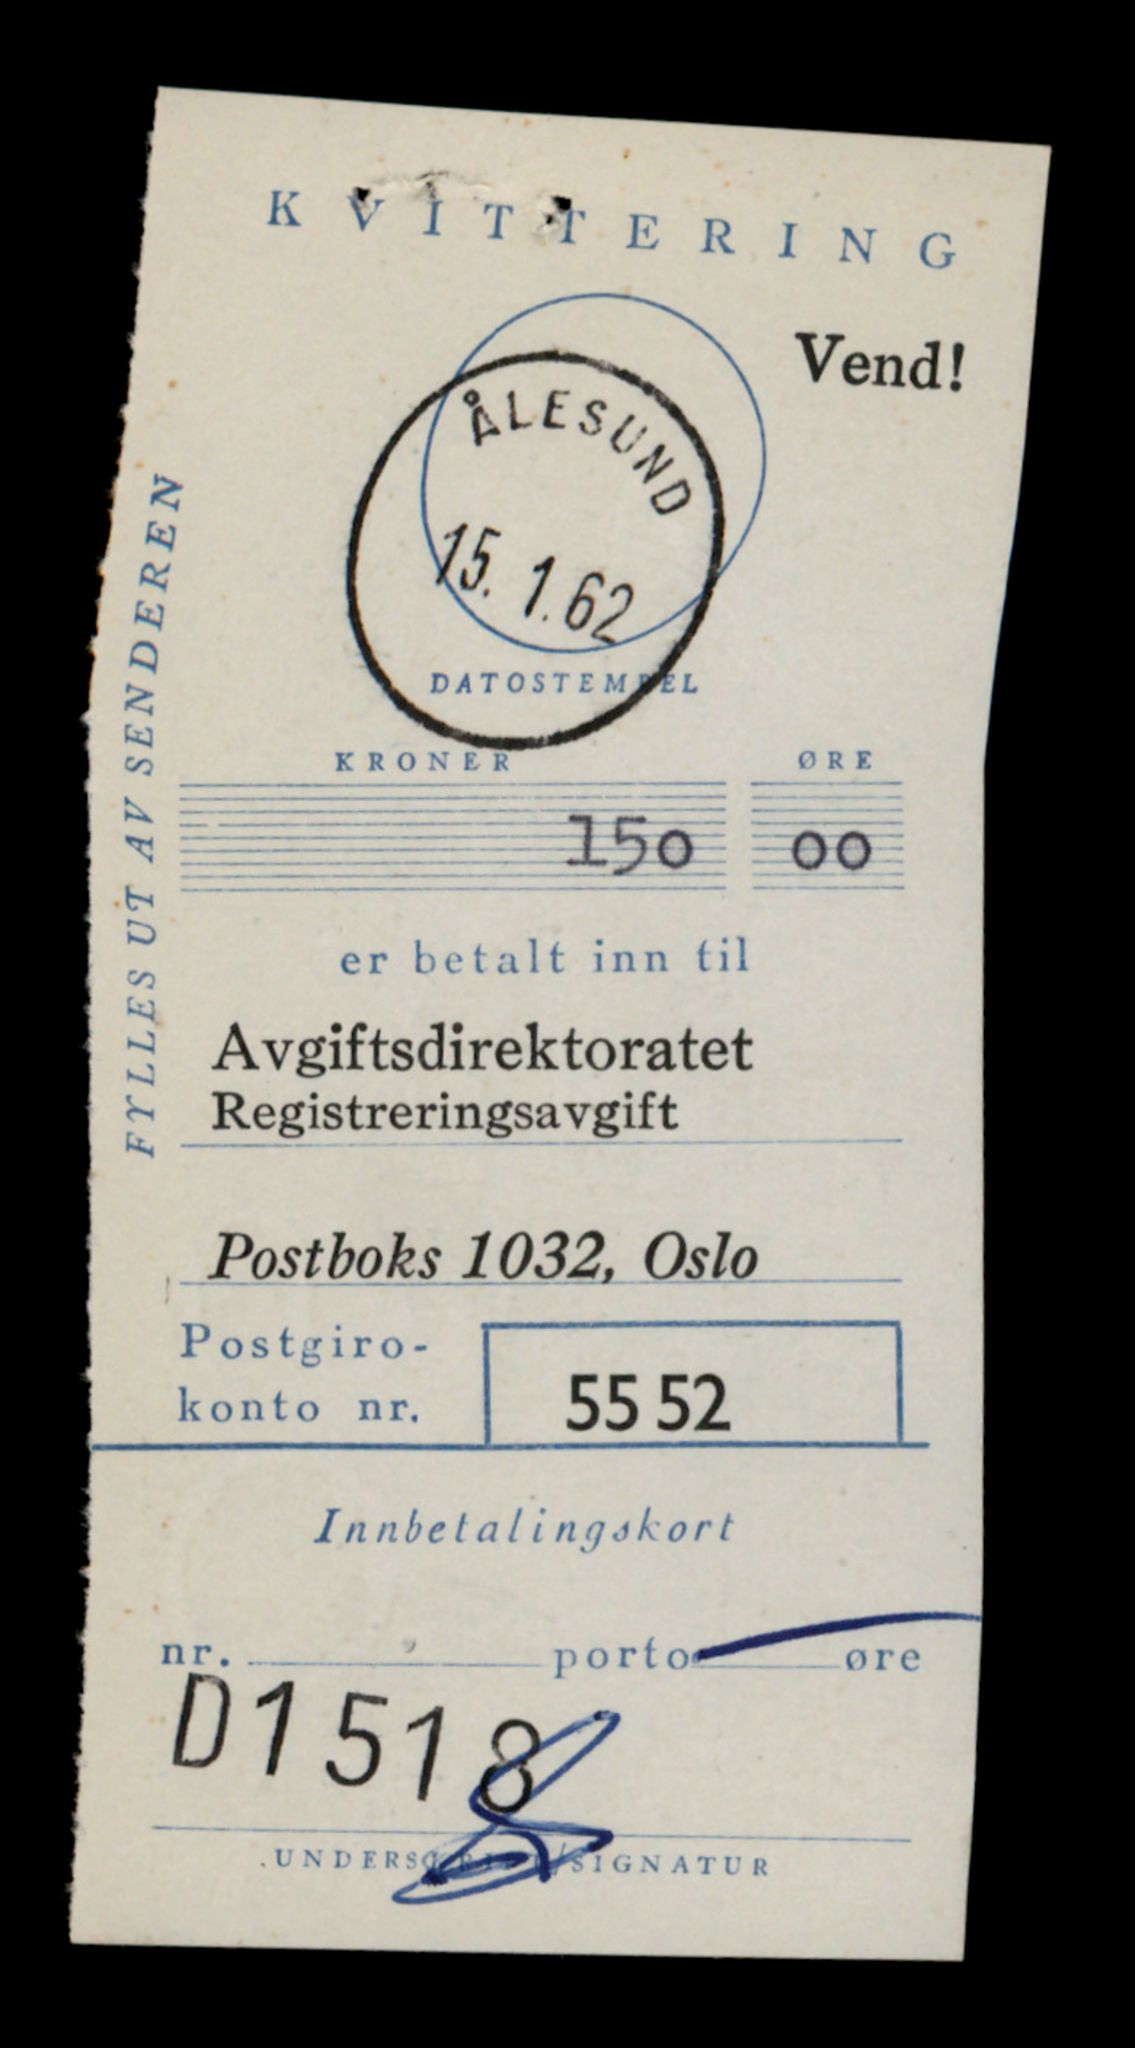 KVITTERING
Vend!
ÅLESUND
15. 1. 62
DATOSTEMPEL
FYLLES UT AV SENDEREN
KRONER ØRE
150 00
er betalt inn til
Avgiftsdirektoratet
Registreringsavgift
Postboks 1032, Oslo
Postgiro-
konto nr. 55 52
Innbetalingskort
nr. porto øre
D1518
UNDERSKRIFT/SIGNATUR